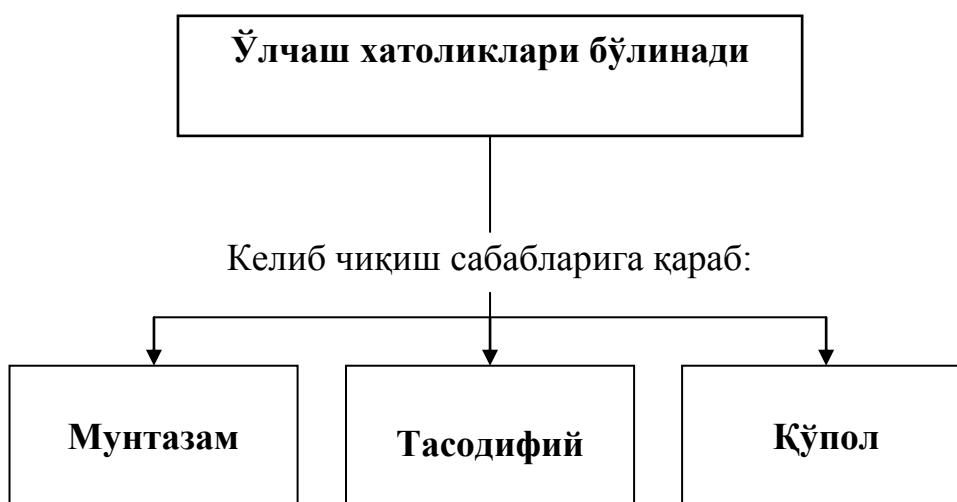 Ўлчаш хатоликлари бўлинади
Келиб чиқиш сабабларига қараб:
Мунтазам
Тасодифий
Қўпол